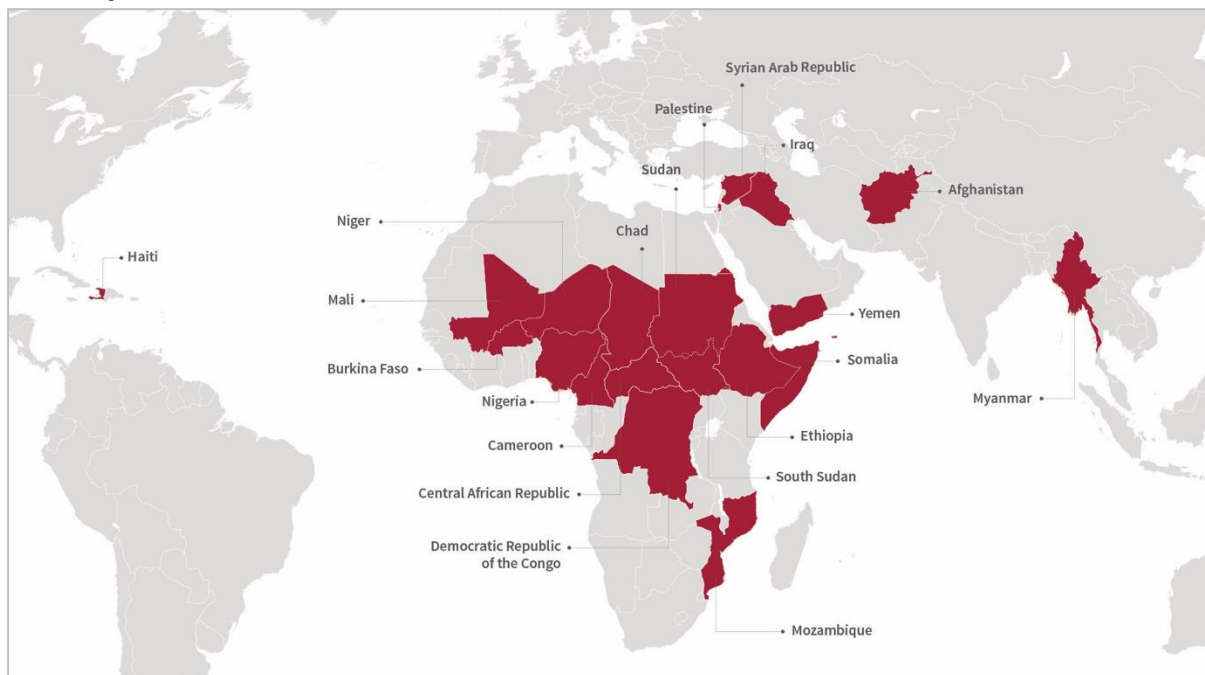 Syrian Arab Republic
Palestine
Iraq
Sudan
Afghanistan
Niger
Chad
Haiti
Mali
Yemen
Burkina Faso
Somalia
Nigeria
Myanmar
Cameroon
Ethiopia
South Sudan
Central African Republic
Democratic Republic
of the Congo
Mozambique